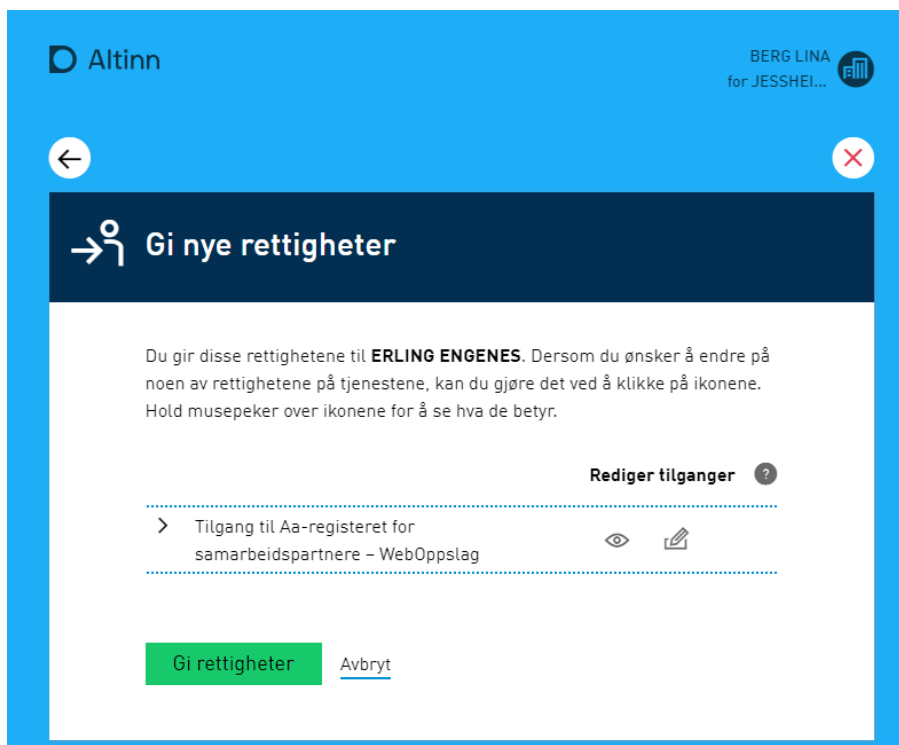 Altinn
BERG LINA
for JESSHEI...
Gi nye rettigheter
Du gir disse rettighetene til ERLING ENGENES. Dersom du ønsker å endre på
noen av rettighetene på tjenestene, kan du gjøre det ved å klikke på ikonene.
Hold musepeker over ikonene for å se hva de betyr.
Rediger tilganger ?
Tilgang til Aa-registeret for
samarbeidspartnere – WebOppslag
Gi rettigheter Avbryt